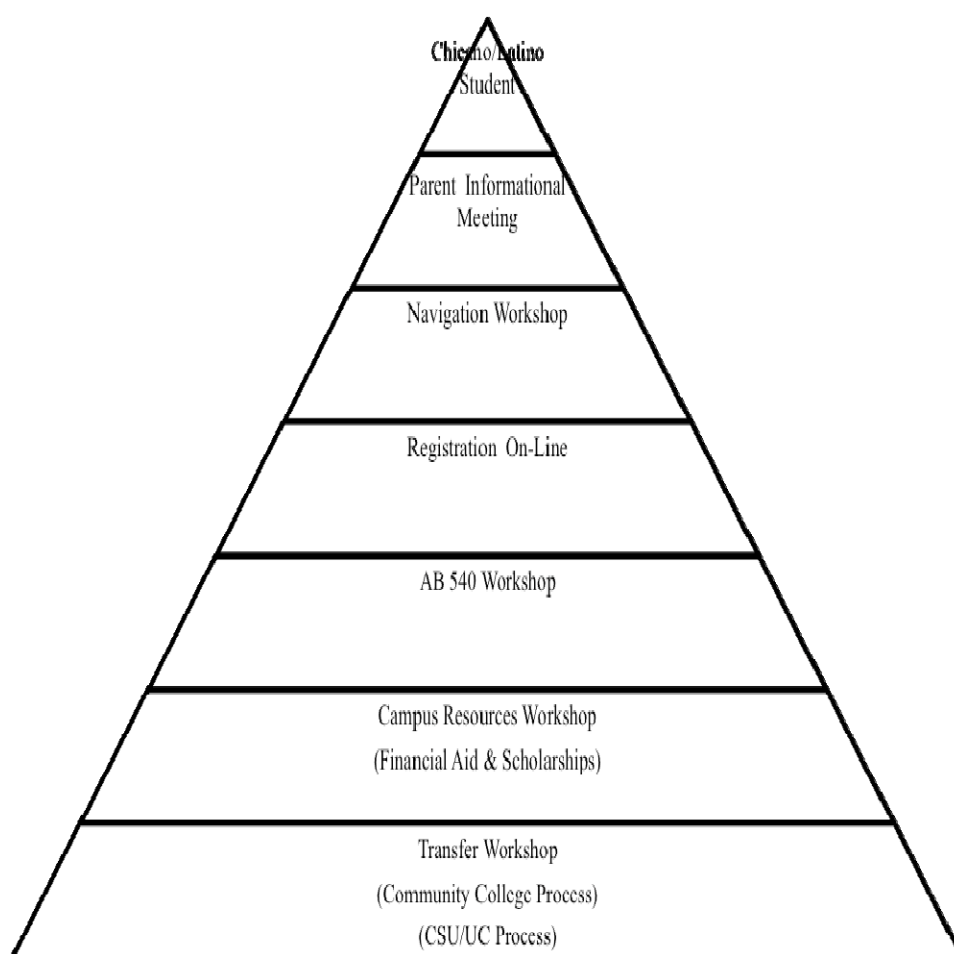 Chicano/Latino
Student
Parent Informational
Meeting
Navigation Workshop
Registration On-Line
AB 540 Workshop
Campus Resources Workshop
(Financial Aid & Scholarships)
Transfer Workshop
(Community College Process)
(CSU/UC Process)